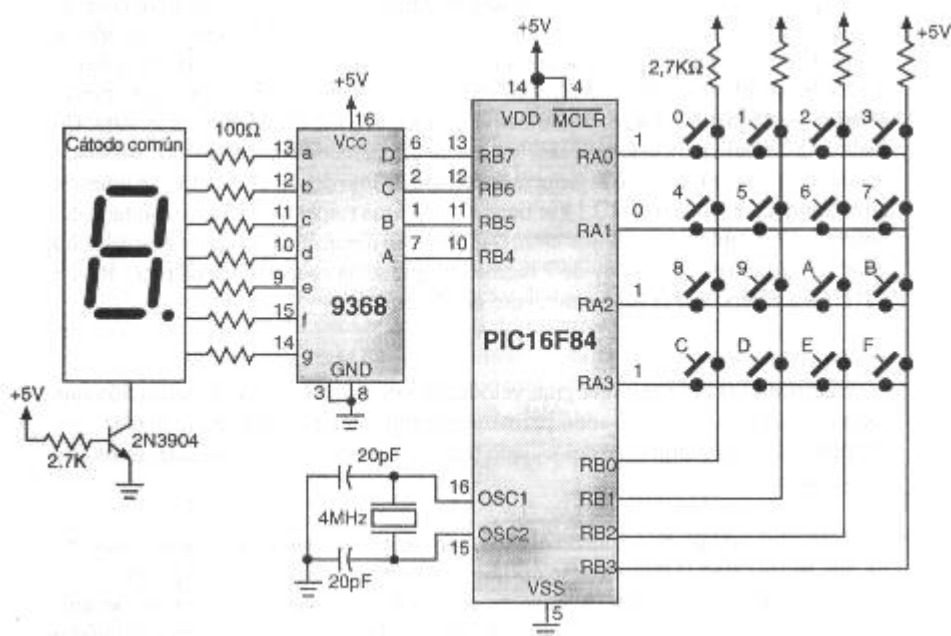 +5V
+5V
+5V
2,7KΩ
14
4
VDD
MCLR
Cátodo común
100Ω
16
Vcc
13
a
D
6
13
RB7
RA0
1
0
1
2
3
12
b
C
2
12
RB6
11
c
B
1
11
RB5
RA1
0
4
5
6
7
10
d
A
7
10
RB4
9
e
9368
RA2
1
8
9
A
B
15
f
PIC16F84
14
g
GND
3
8
RA3
1
C
D
E
F
+5V
2.7K
2N3904
20pF
16
OSC1
4MHz
15
OSC2
20pF
RB0
RB1
RB2
RB3
VSS
5